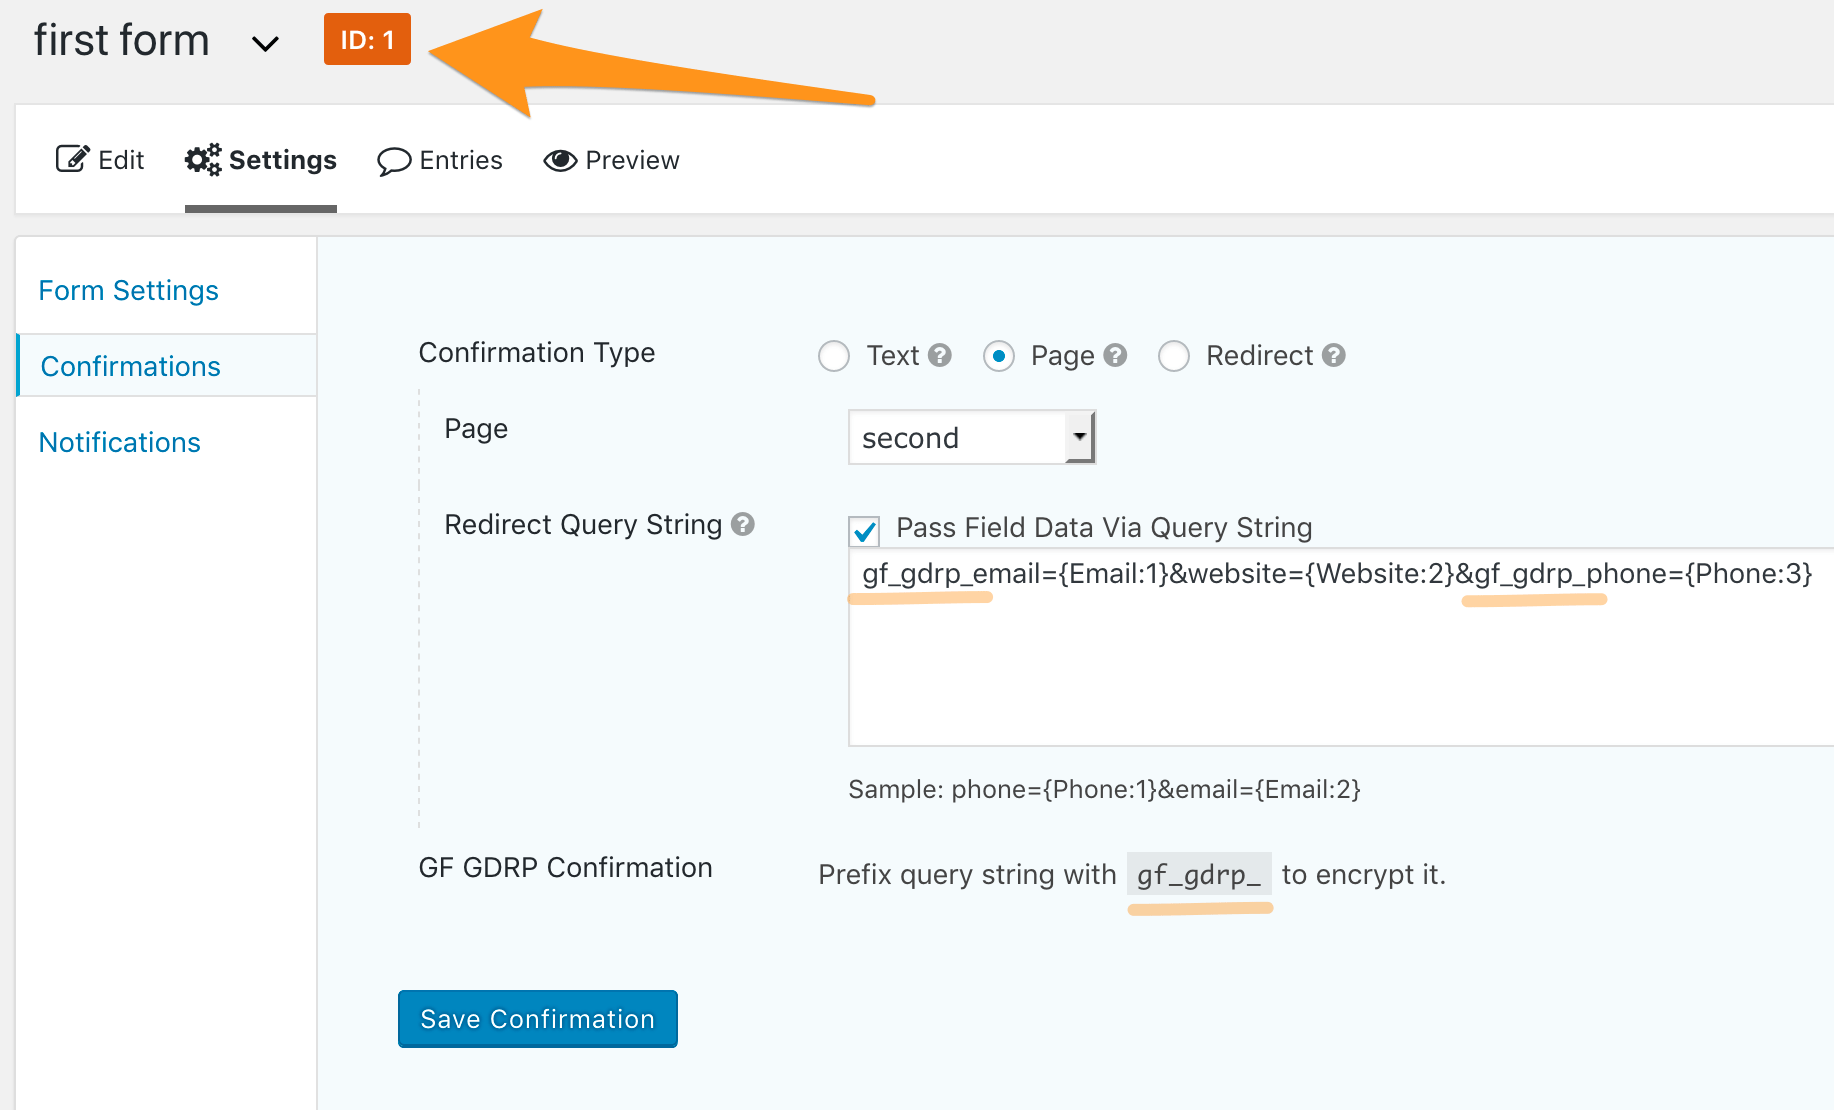 first form ID: 1
Edit Settings Entries Preview
Form Settings
Confirmations
Notifications
Confirmation Type Text ? Page ? Redirect ?
Page second
Redirect Query String ? Pass Field Data Via Query String
gf_gdrp_email={Email:1}&website={Website:2}&gf_gdrp_phone={Phone:3}
Sample: phone={Phone:1}&email={Email:2}
GF GDRP Confirmation Prefix query string with gf_gdrp_ to encrypt it.
Save Confirmation